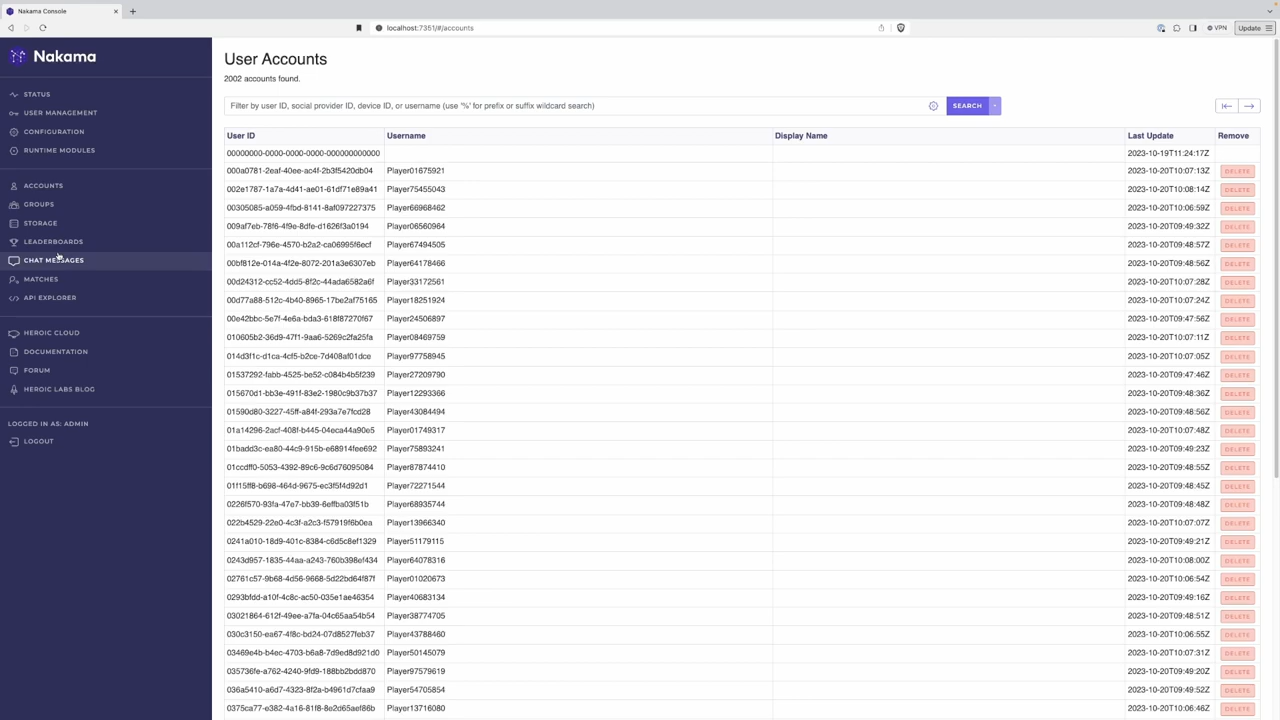 Nakama Console
localhost:7351/#/accounts
VPN
Update
Nakama
STATUS
USER MANAGEMENT
CONFIGURATION
RUNTIME MODULES
ACCOUNTS
GROUPS
STORAGE
LEADERBOARDS
CHAT MESSAGES
MATCHES
API EXPLORER
HEROIC CLOUD
DOCUMENTATION
FORUM
HEROIC LABS BLOG
LOGGED IN AS: ADMIN
LOGOUT
User Accounts
2002 accounts found.
Filter by user ID, social provider ID, device ID, or username (use '%' for prefix or suffix wildcard search) SEARCH
User ID Username Display Name Last Update Remove
00000000-0000-0000-0000-000000000000 2023-10-19T11:24:17Z
000a0781-2eaf-40ee-ac4f-2b3f5420db04 Player01675921 2023-10-20T10:07:13Z DELETE
002e1787-1a7a-4d41-ae01-61df71e89a41 Player75455043 2023-10-20T10:08:14Z DELETE
00305085-a059-4fbd-8141-8af097227375 Player66968462 2023-10-20T10:06:59Z DELETE
009af7eb-78f6-4f9e-8dfe-d1626f3a0194 Player06560964 2023-10-20T09:49:32Z DELETE
00a112cf-796e-4570-b2a2-ca06995f6ecf Player67494505 2023-10-20T09:48:57Z DELETE
00bf812e-014a-4f2e-8072-201a3e6307eb Player64178466 2023-10-20T09:48:56Z DELETE
00d24312-cc52-4dd5-8f2c-44ada6582a6f Player33172561 2023-10-20T10:07:28Z DELETE
00d77a88-512c-4b40-8965-17be2af75165 Player18251924 2023-10-20T10:07:24Z DELETE
00e42bbc-5e7f-4e6a-bda3-618f87270f67 Player24506897 2023-10-20T09:47:56Z DELETE
010605b2-36d9-47f1-9aa6-5269c2fa25fa Player08469759 2023-10-20T10:07:11Z DELETE
014d3f1c-d1ca-4cf5-b2ce-7d408af01dce Player97758945 2023-10-20T10:07:05Z DELETE
01537292-fabb-4525-be52-c084b4b5f239 Player27209790 2023-10-20T09:47:46Z DELETE
015670d1-bb3e-491f-83e2-1980c9b37b37 Player12293366 2023-10-20T09:48:36Z DELETE
01590d80-3227-45ff-a84f-293a7e7fcd28 Player43084494 2023-10-20T09:48:56Z DELETE
01a14296-2acf-408f-b445-04eca44a90e5 Player01749317 2023-10-20T10:07:48Z DELETE
01badd3c-ea80-44c9-915b-e68914fee692 Player75893241 2023-10-20T09:49:23Z DELETE
01ccdff0-5053-4392-89c6-9c6d76095084 Player87874410 2023-10-20T09:48:55Z DELETE
01f15ff8-b698-464d-9675-ec3f5f4d92d1 Player72271544 2023-10-20T09:48:45Z DELETE
0226f570-93fa-47e7-bb39-6effba03f51b Player68935744 2023-10-20T09:48:48Z DELETE
022b4529-22e0-4c3f-a2c3-f57919f6b0ea Player13966340 2023-10-20T10:07:07Z DELETE
0241a010-18d9-401c-8384-c6d5c8ef1329 Player51179115 2023-10-20T09:49:21Z DELETE
0243d957-1835-44aa-a243-760b398ef434 Player64078316 2023-10-20T10:08:00Z DELETE
02761c57-9b68-4d56-9668-5d22bd64f87f Player01020673 2023-10-20T10:06:54Z DELETE
0293bfdd-a10f-4c8c-ac50-035e1ae46354 Player40683134 2023-10-20T09:49:16Z DELETE
03021864-612f-49ee-a7fa-04c65aa54b54 Player38774705 2023-10-20T09:48:51Z DELETE
030c3150-ea67-4f8c-bd24-07d8527feb37 Player43788460 2023-10-20T10:06:55Z DELETE
03469e4b-b4ec-4703-b6a8-7d9ed8d921d0 Player50145079 2023-10-20T10:07:31Z DELETE
035736fe-a762-4240-9fd9-188bb2bdd870 Player97579619 2023-10-20T09:49:20Z DELETE
036a5410-a6d7-4323-8f2a-b4961d7cfaa9 Player54705854 2023-10-20T09:49:52Z DELETE
0375ca77-e382-4a16-81f8-8e2d65aef86b Player13716080 2023-10-20T10:06:46Z DELETE